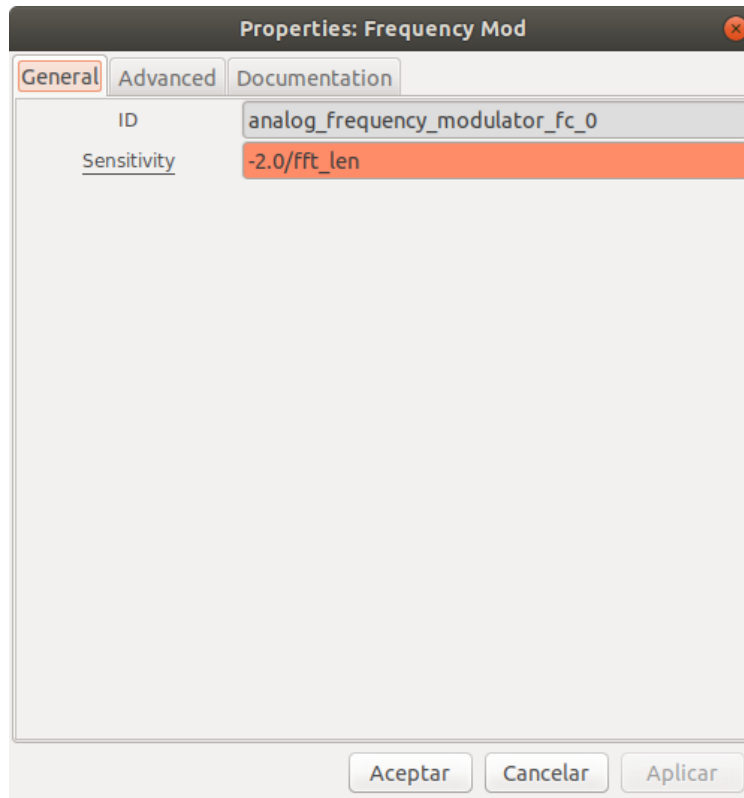 Properties: Frequency Mod
General Advanced Documentation
ID analog_frequency_modulator_fc_0
Sensitivity -2.0/fft_len
Aceptar Cancelar Aplicar